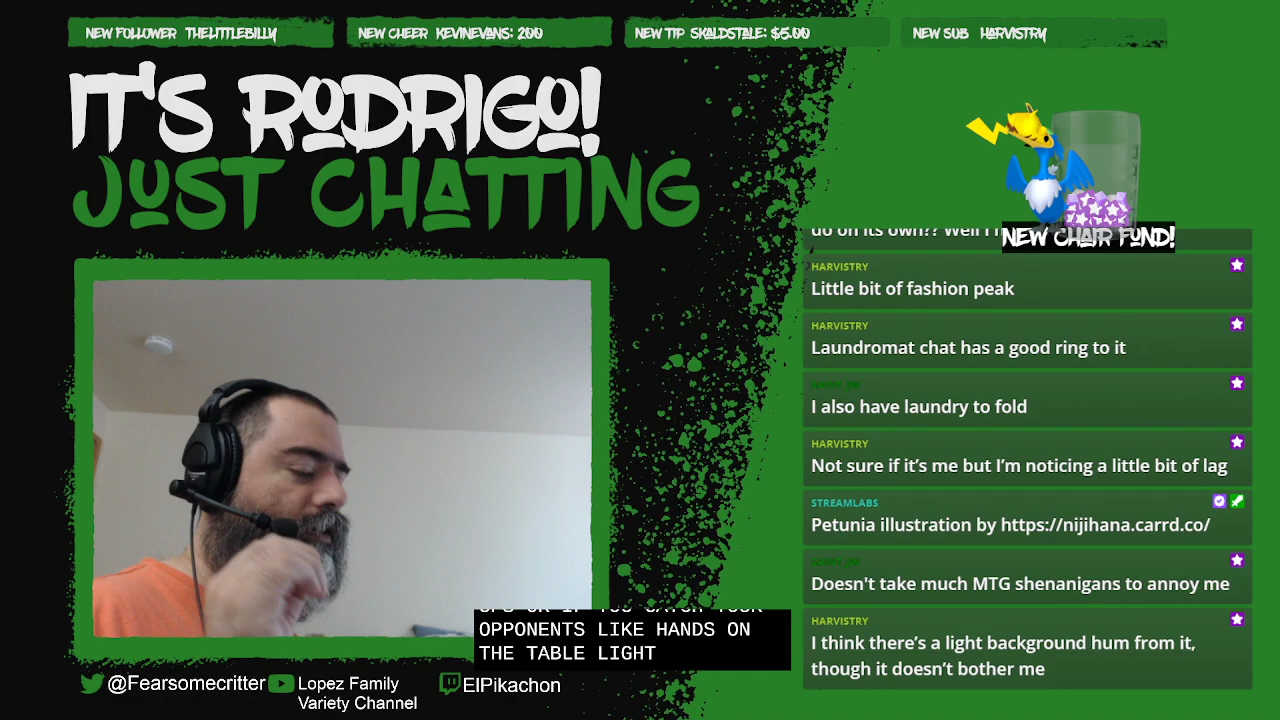 NEW FOLLOWER THELITTLEBILLY
NEW CHEER KEVINEVANS: 200
NEW TIP SKALDSTALE: $5.00
NEW SUB HARVISTRY
IT'S RODRIGO!
JUST CHATTING
NEW CHAIR FUND!
do on its own?? Well I
HARVISTRY
Little bit of fashion peak
HARVISTRY
Laundromat chat has a good ring to it
I also have laundry to fold
HARVISTRY
Not sure if it's me but I'm noticing a little bit of lag
STREAMLABS
Petunia illustration by https://nijihana.carrd.co/
Doesn't take much MTG shenanigans to annoy me
HARVISTRY
I think there's a light background hum from it,
though it doesn't bother me
OPPONENTS LIKE HANDS ON
THE TABLE LIGHT
@Fearsomecritter
Lopez Family
Variety Channel
ElPikachon